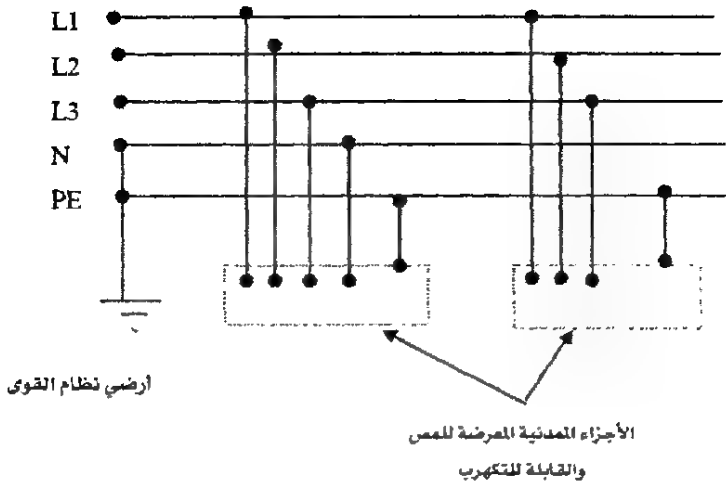 L1
L2
L3
N
PE
أرضي نظام القوى
الأجزاء المعدنية المعرضة للمس
والقابلة للتكهرب